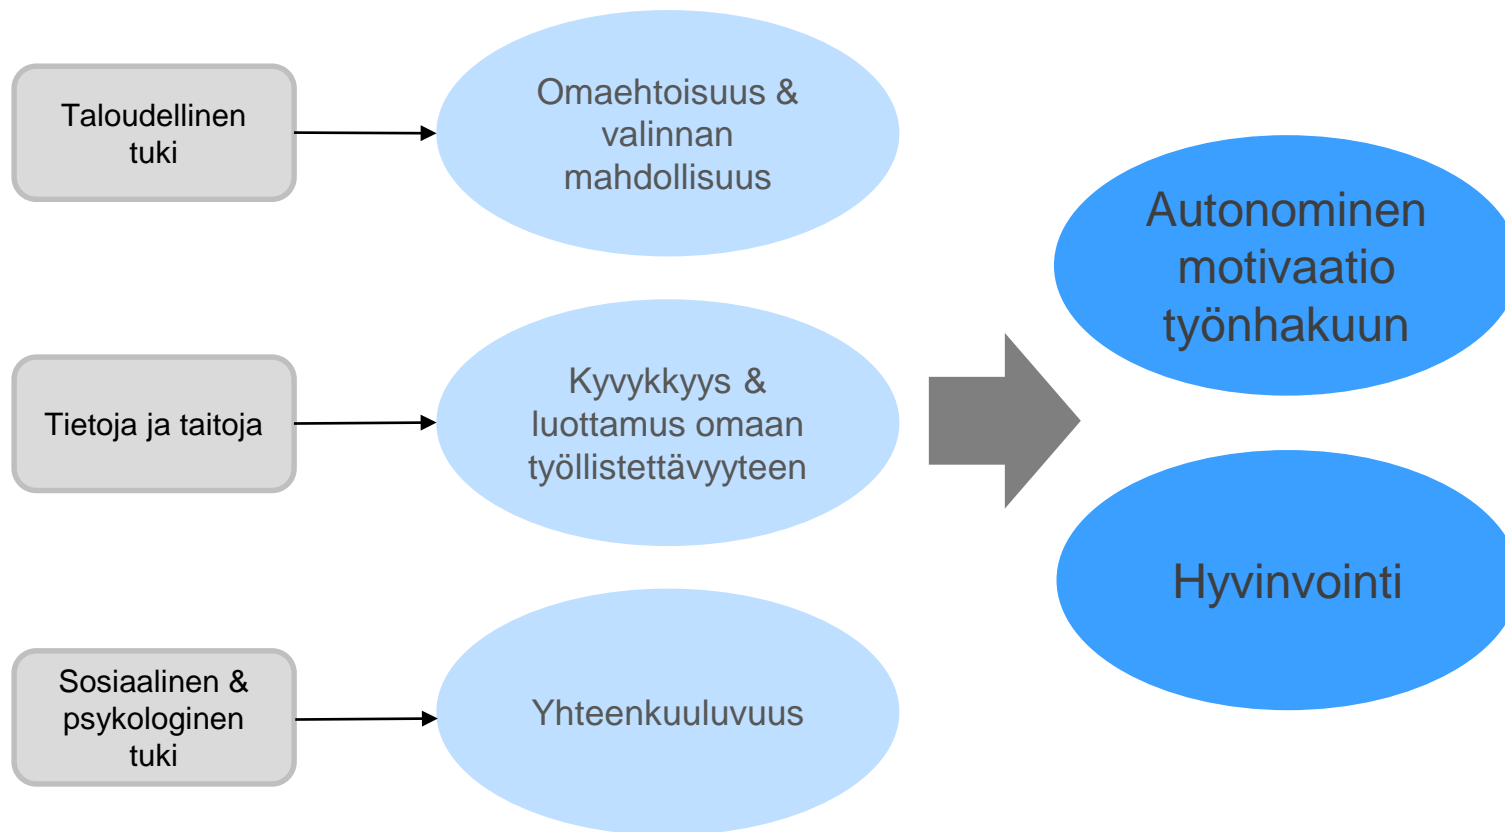 Taloudellinen
tuki
Omaehtoisuus &
valinnan
mahdollisuus
Tietoja ja taitoja
Kyvykkyys &
luottamus omaan
työllistettävyyteen
Sosiaalinen &
psykologinen
tuki
Yhteenkuuluvuus
Autonominen
motivaatio
työnhakuun
Hyvinvointi